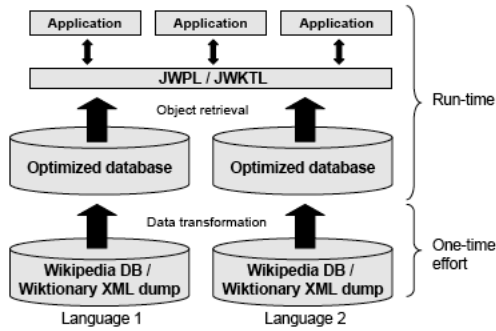 Application Application Application
JWPL / JWKTL
Object retrieval
Run-time
Optimized database Optimized database
Data transformation
One-time
effort
Wikipedia DB / Wikipedia DB /
Wiktionary XML dump Wiktionary XML dump
Language 1 Language 2